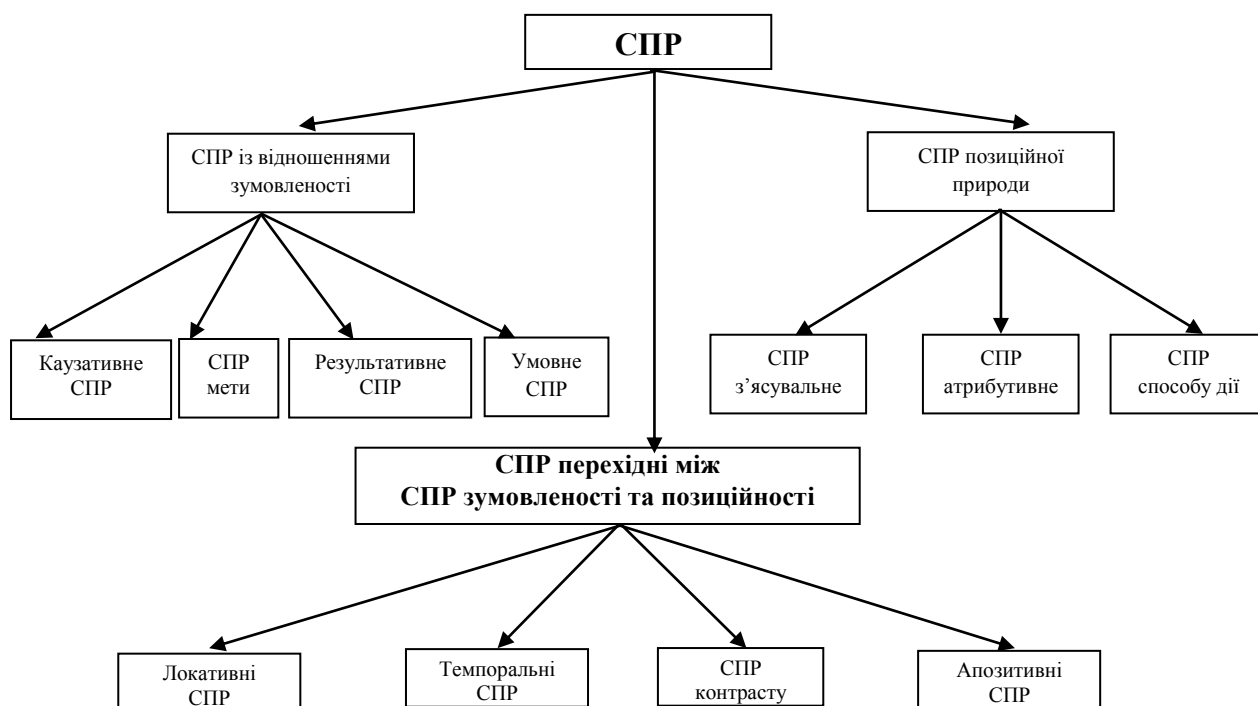 СПР
СПР із відношеннями
зумовленості
СПР позиційної
природи
Каузативне
СПР
СПР
мети
Результативне
СПР
Умовне
СПР
СПР
з’ясувальне
СПР
атрибутивне
СПР
способу дії
СПР перехідні між
СПР зумовленості та позиційності
Локативні
СПР
Темпоральні
СПР
СПР
контрасту
Апозитивні
СПР